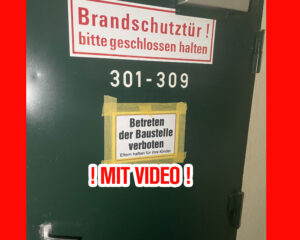 Brandschutztür !
bitte geschlossen halten
301-309
Betreten
der Baustelle
verboten
Eltern haften für ihre Kinder
! MIT VIDEO !